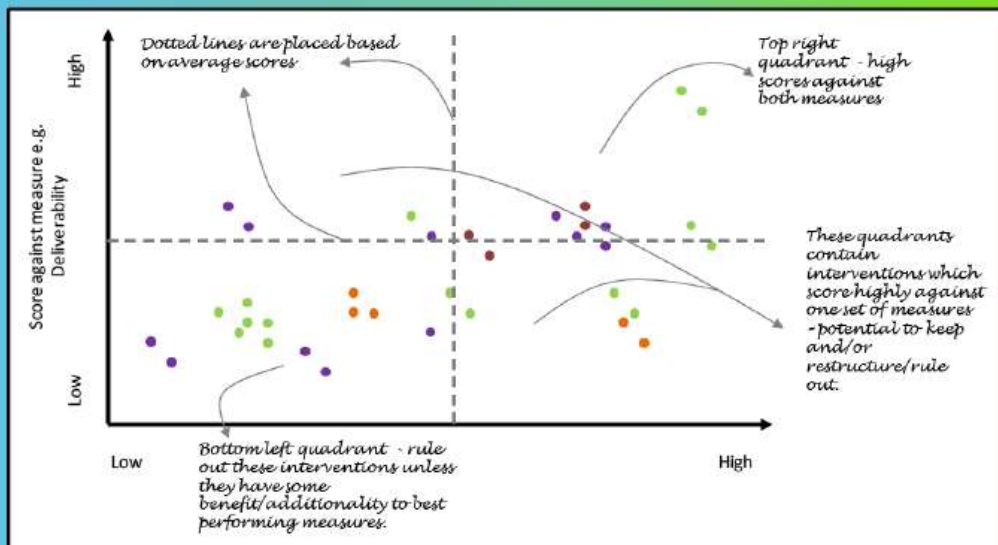 Dotted lines are placed based
on average scores
Top right
quadrant - high
scores against
both measures
High
Score against measure e.g.
Deliverability
Low
These quadrants
contain
interventions which
score highly against
one set of measures
-potential to keep
and/or
restructure/rule
out.
Low
High
Bottom left quadrant - rule
out these interventions unless
they have some
benefit/additionality to best
performing measures.